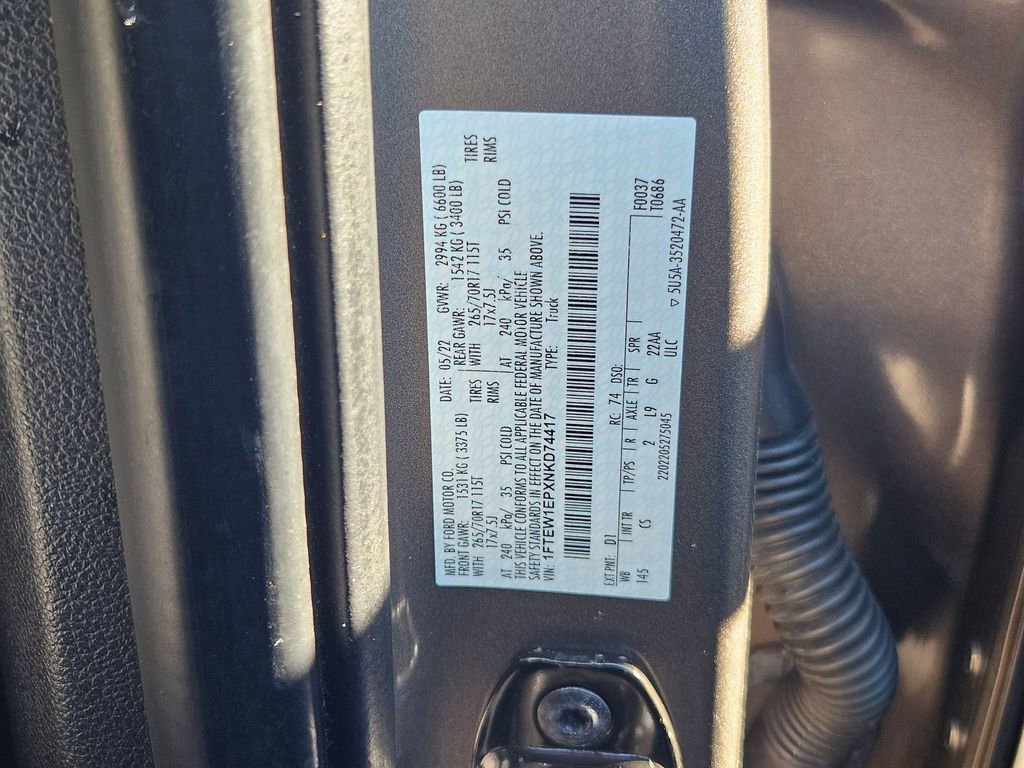 MFD. BY FORD MOTOR CO. DATE: 05/22 GVWR: 2994 KG ( 6600 LB)
FRONT GAWR: 1531 KG ( 3375 LB) REAR GAWR: 1542 KG ( 3400 LB)
WITH 265/70R17 115T TIRES WITH 265/70R17 115T TIRES
17x7.5J RIMS 17x7.5J RIMS
AT 240 kPa/ 35 PSI COLD AT 240 kPa/ 35 PSI COLD
THIS VEHICLE CONFORMS TO ALL APPLICABLE FEDERAL MOTOR VEHICLE
SAFETY STANDARDS IN EFFECT ON THE DATE OF MANUFACTURE SHOWN ABOVE.
VIN: 1FTEW1EPXNKD74417 TYPE: Truck
EXT PNT: D1 RC: 74 DSO: F0037
WB INT TR TP/PS R AXLE TR SPR T0686
145 CS 2 L9 G 22AA
2202205275045 ULC
5U5A-3520472-AA